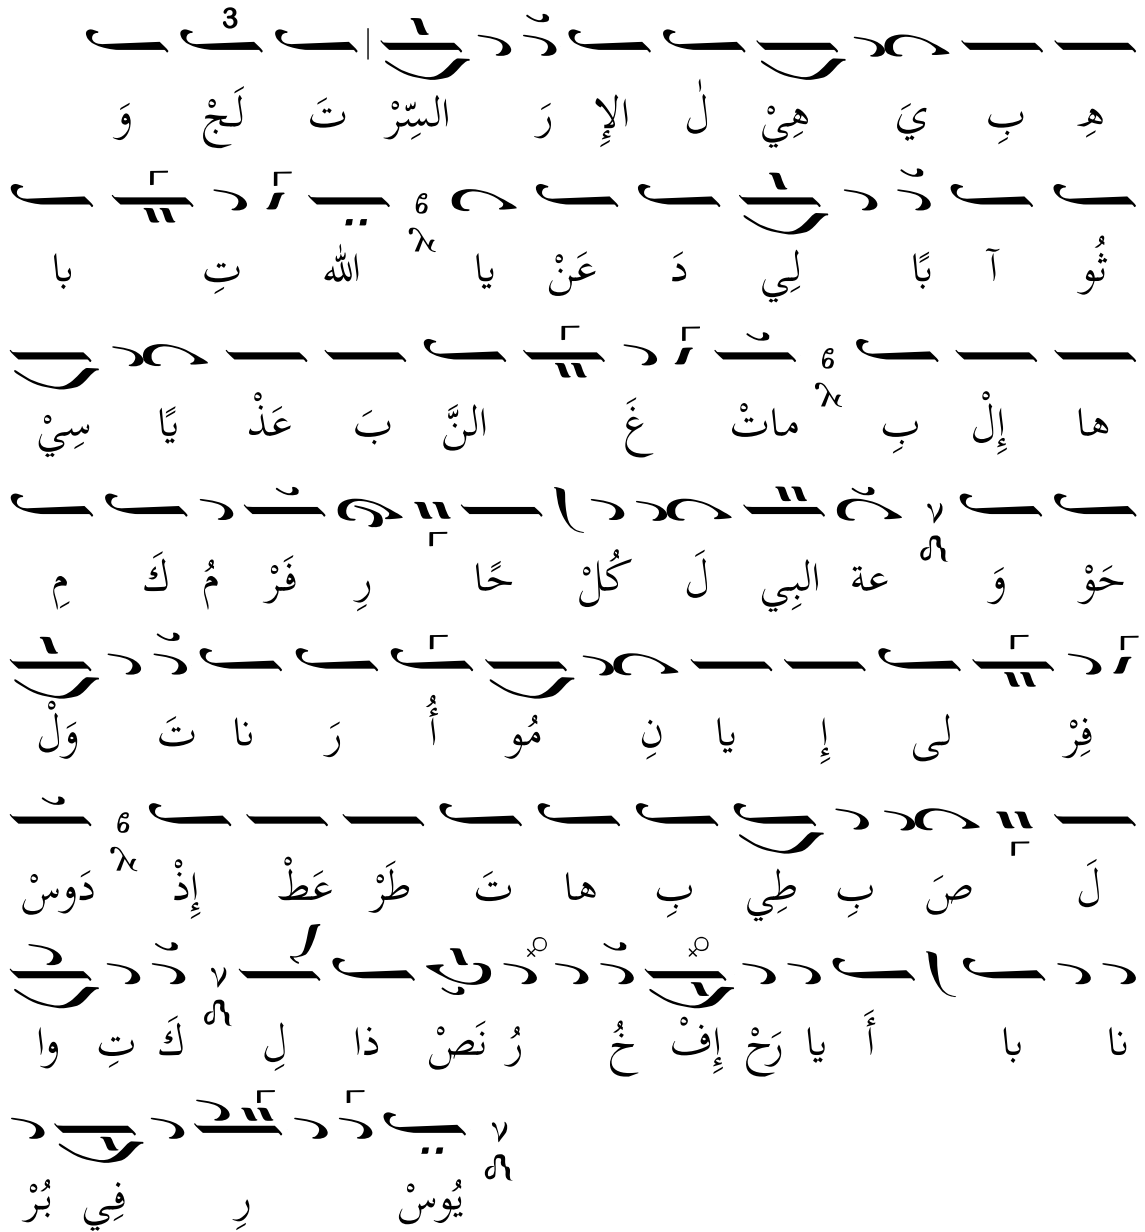 3
هِ بِ يَ هِيْ لٰ الإِ رَ السِّرْ تَ لَجْ وَ
ثُو آ بًا لِي دَ عَنْ يا الله تِ با
ها إِلْ بِ ماتْ غَ النَّ بَ عَذْ يًا سِيْ
حَوْ وَ عة البِي لَ كُلْ حًا رِ فَرْ مُ كَ مِ
فِرْ لى إِ يا نِ مُو أُ رَ نا تَ وَلْ
لَ صَ بِ طِي بِ ها تَ طَرْ عَطْ إِذْ دَوسْ
نا با أَ يا رَحْ إِفْ خُ رُ نَصْ ذا لِ كَ تِ وا
يُوسْ رِ فِي بُرْ